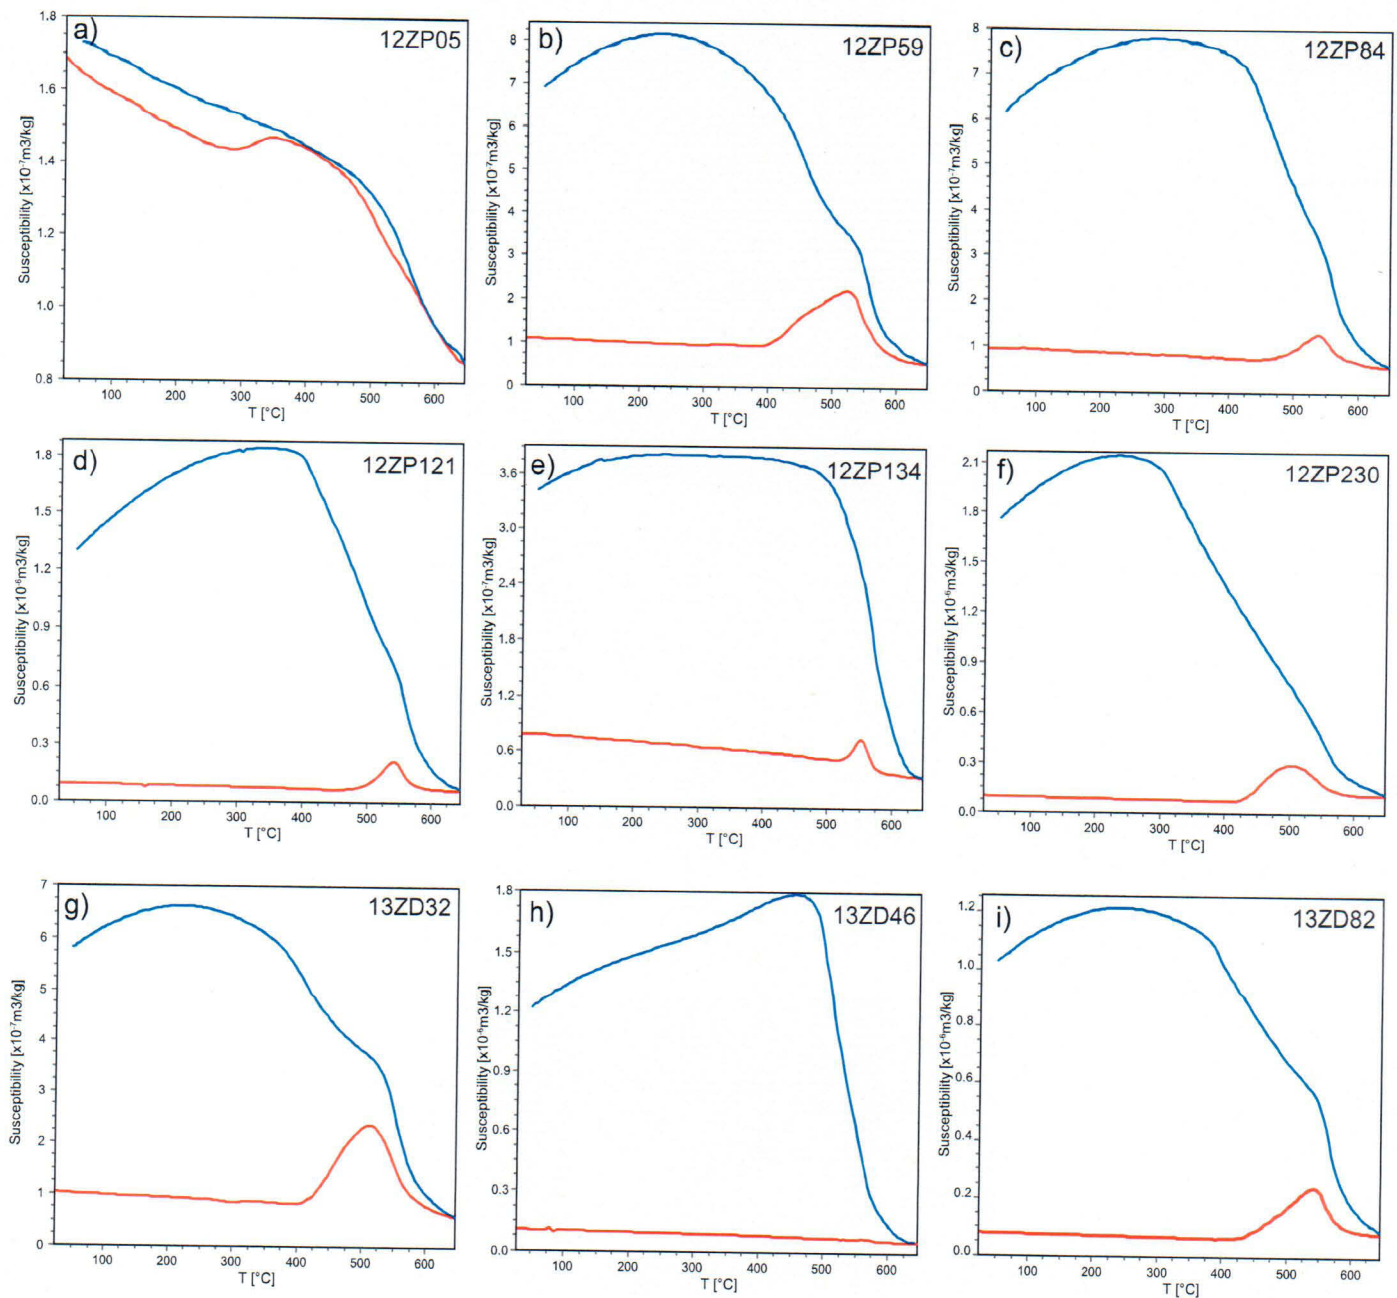 a)
12ZP05
1.8
1.6
1.4
1.2
1.0
0.8
Susceptibility [x10⁻⁷m3/kg]
100 200 300 400 500 600
T [°C]
b)
12ZP59
8
7
6
5
4
3
2
1
0
Susceptibility [x10⁻⁷m3/kg]
100 200 300 400 500 600
T [°C]
c)
12ZP84
8
7
6
5
4
3
2
1
0
Susceptibility [x10⁻⁷m3/kg]
100 200 300 400 500 600
T [°C]
d)
12ZP121
1.8
1.5
1.2
0.9
0.6
0.3
0.0
Susceptibility [x10⁻⁶m3/kg]
100 200 300 400 500 600
T [°C]
e)
12ZP134
3.6
3.0
2.4
1.8
1.2
0.6
0.0
Susceptibility [x10⁻⁷m3/kg]
100 200 300 400 500 600
T [°C]
f)
12ZP230
2.1
1.8
1.5
1.2
0.9
0.6
0.3
0.0
Susceptibility [x10⁻⁶m3/kg]
100 200 300 400 500 600
T [°C]
g)
13ZD32
7
6
5
4
3
2
1
0
Susceptibility [x10⁻⁷m3/kg]
100 200 300 400 500 600
T [°C]
h)
13ZD46
1.8
1.5
1.2
0.9
0.6
0.3
0.0
Susceptibility [x10⁻⁶m3/kg]
100 200 300 400 500 600
T [°C]
i)
13ZD82
1.2
1.0
0.8
0.6
0.4
0.2
0.0
Susceptibility [x10⁻⁶m3/kg]
100 200 300 400 500 600
T [°C]